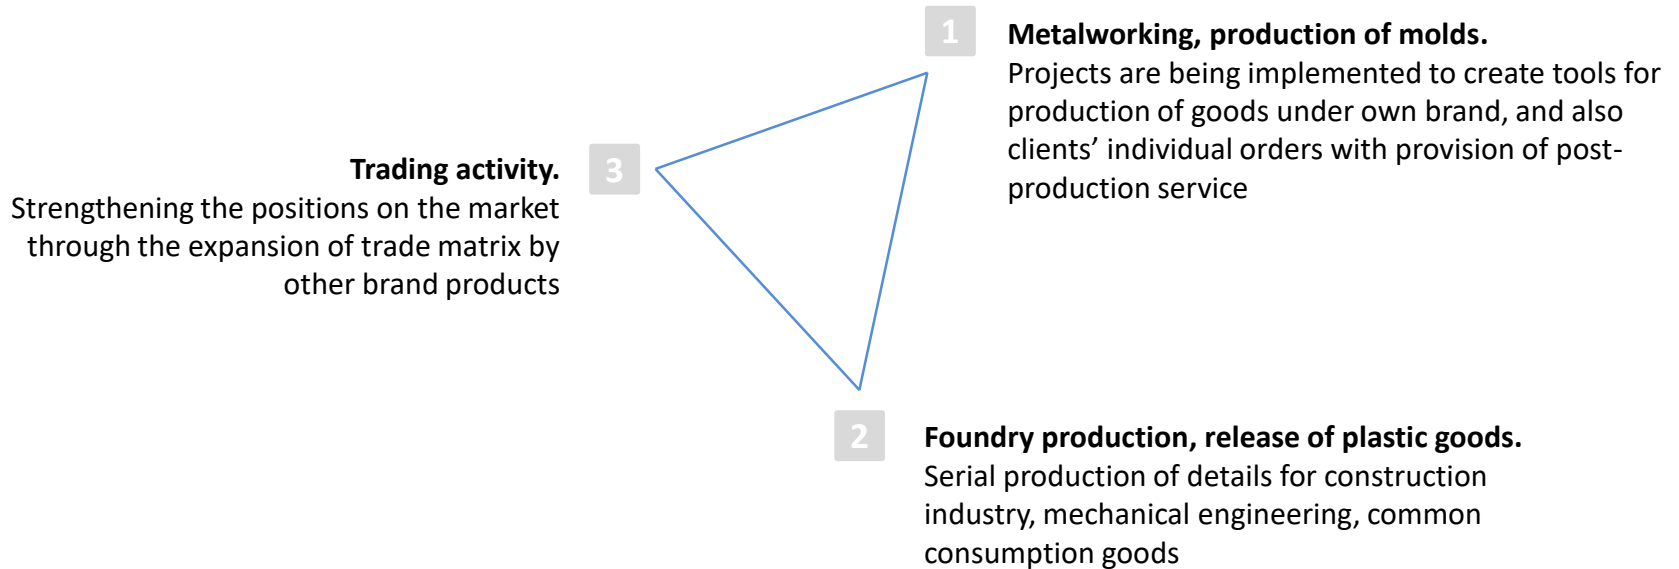 1
Metalworking, production of molds.
Projects are being implemented to create tools for
production of goods under own brand, and also
clients’ individual orders with provision of post-
production service
2
Foundry production, release of plastic goods.
Serial production of details for construction
industry, mechanical engineering, common
consumption goods
3
Trading activity.
Strengthening the positions on the market
through the expansion of trade matrix by
other brand products